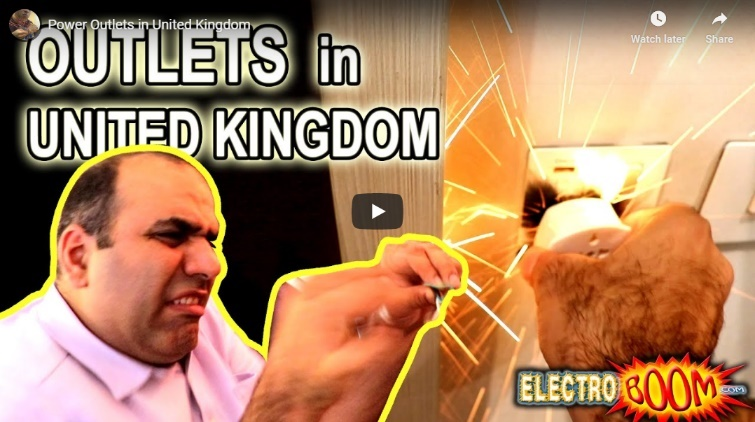 Power Outlets in United Kingdom
Watch later
Share
OUTLETS in
UNITED KINGDOM
ELECTRO BOOM.COM